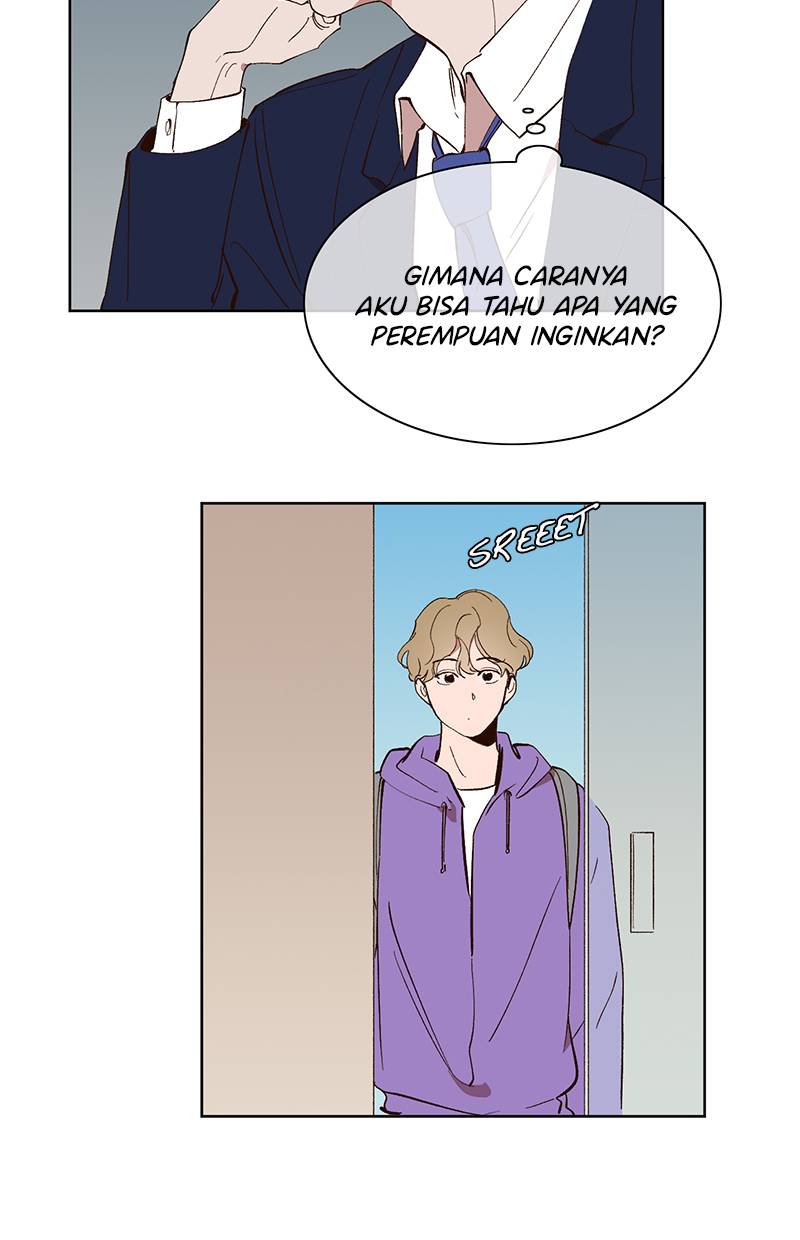 GIMANA CARANYA
AKU BISA TAHU APA YANG
PEREMPUAN INGINKAN?
SREEET